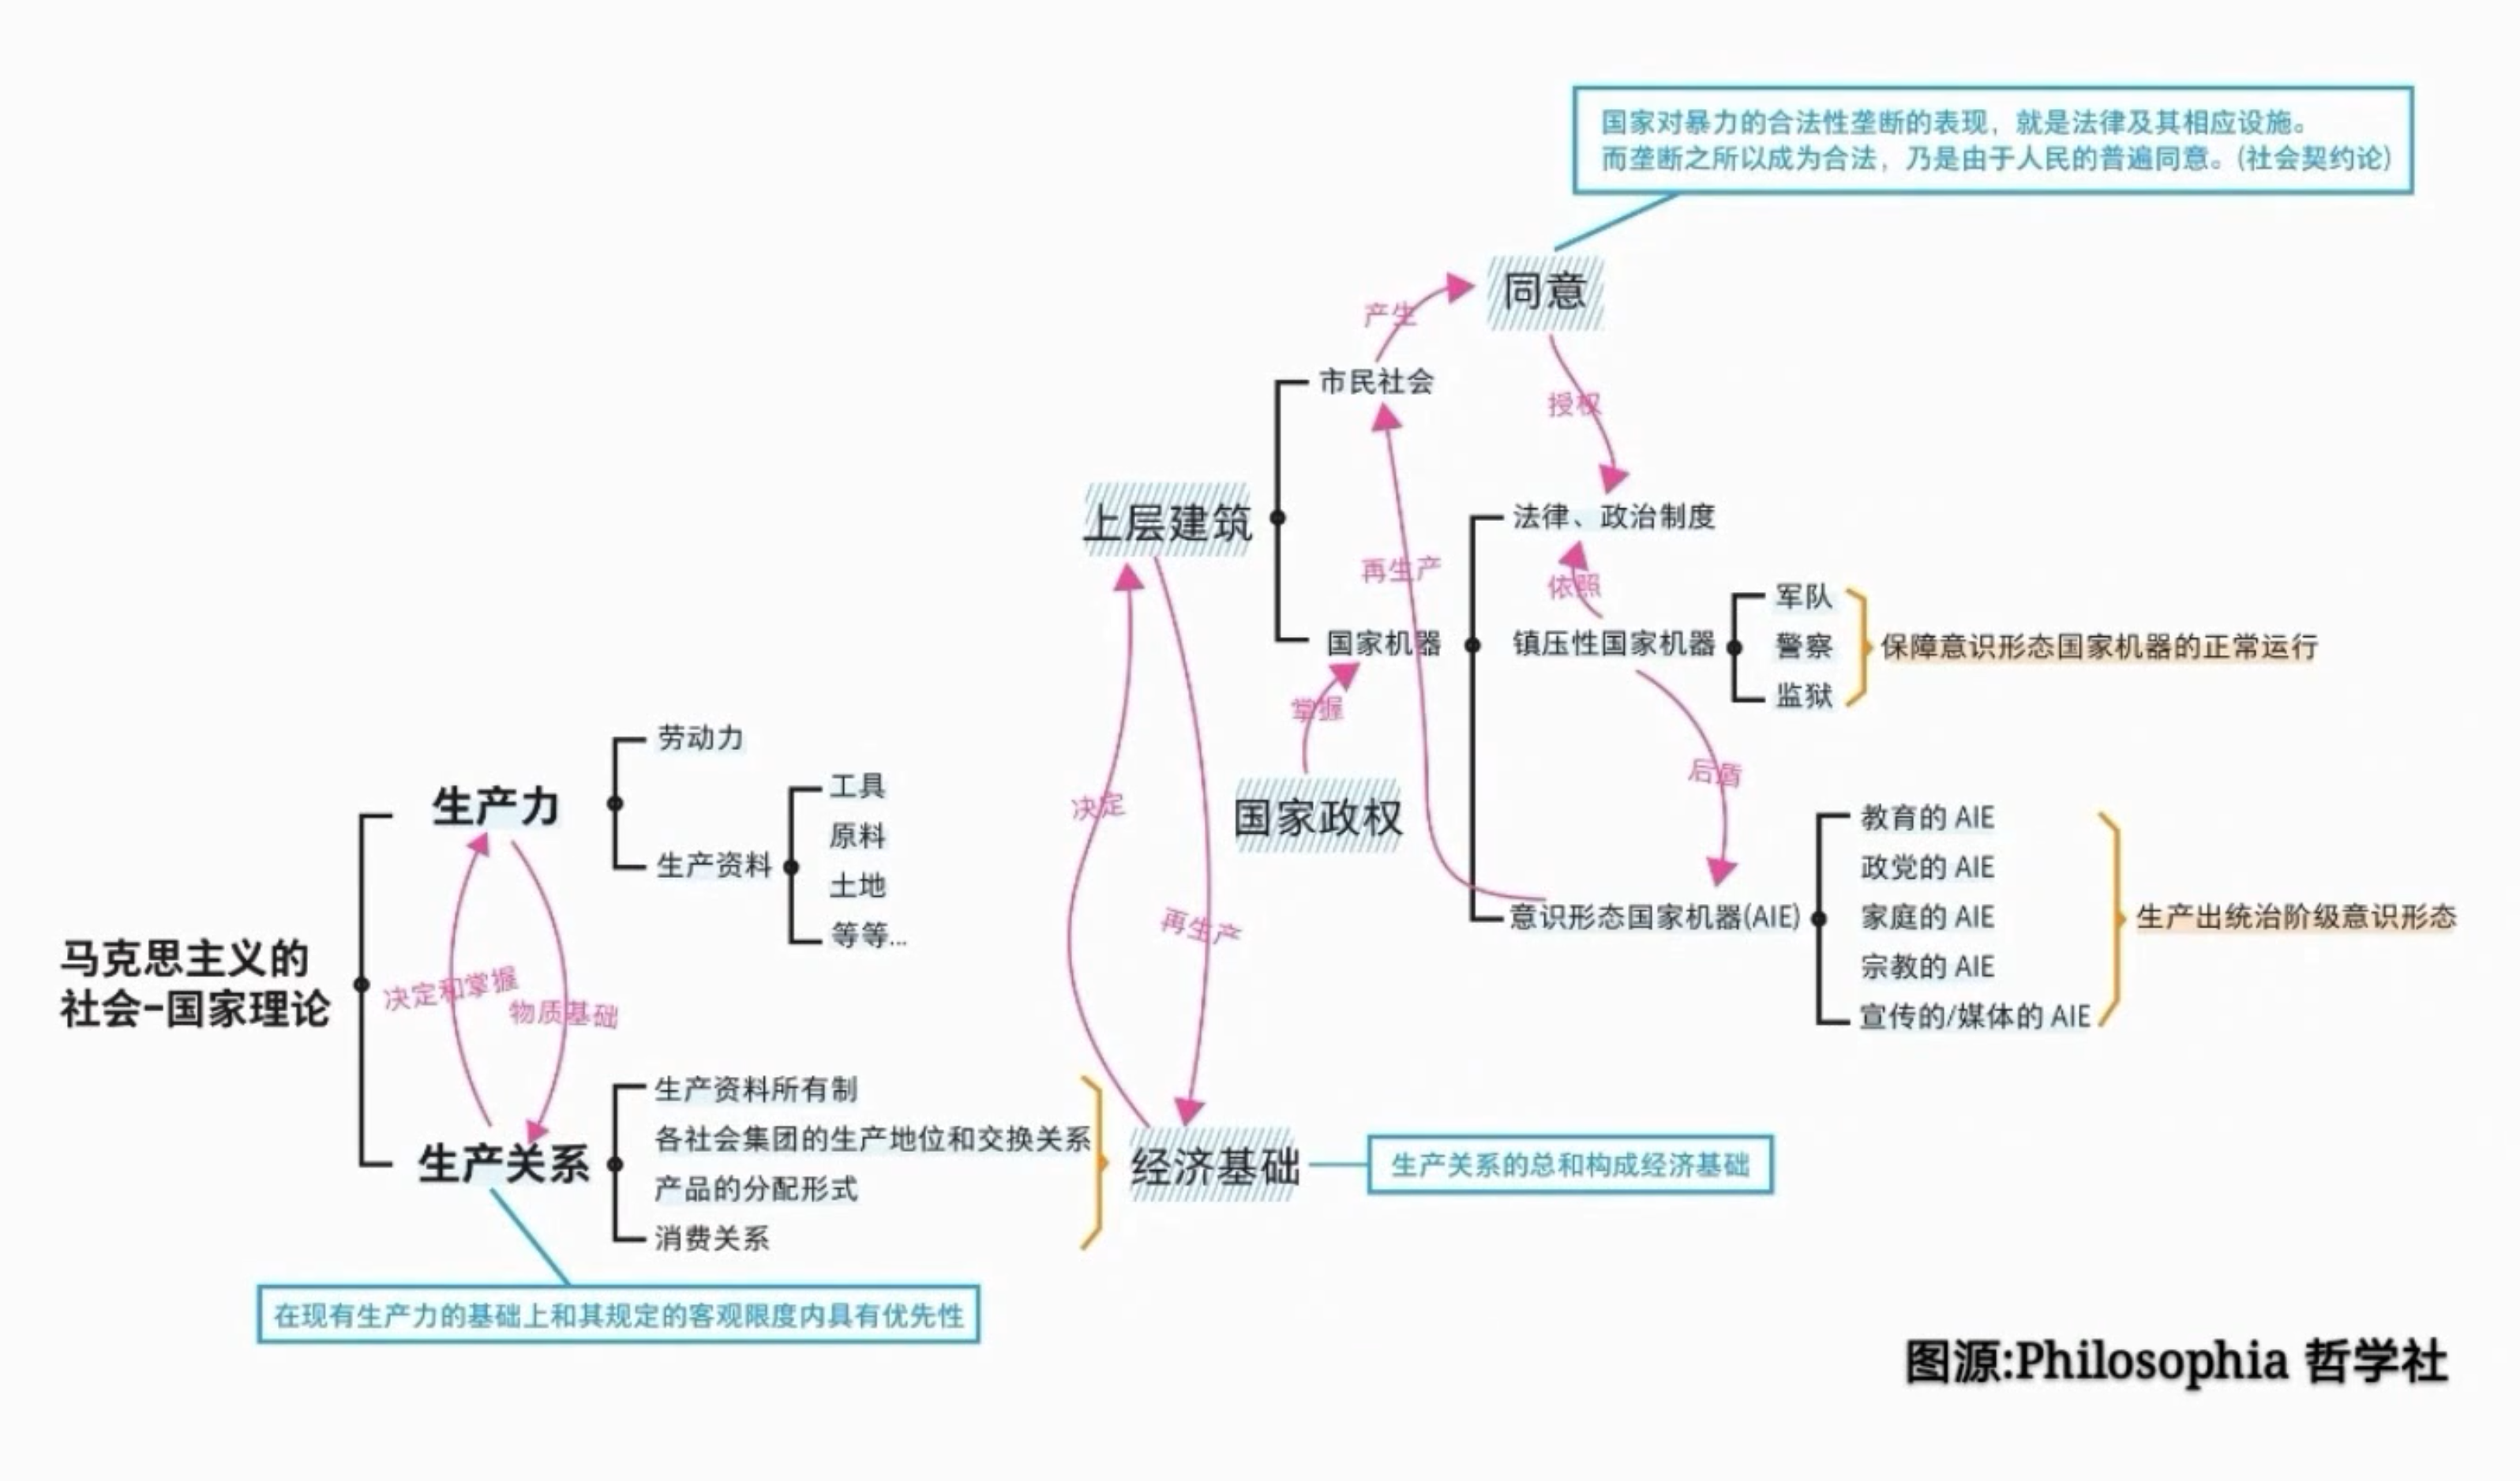 国家对暴力的合法性垄断的表现，就是法律及其相应设施。
而垄断之所以成为合法，乃是由于人民的普遍同意。(社会契约论)
同意
产生
市民社会
授权
上层建筑
法律、政治制度
再生产
依照
军队
国家机器
镇压性国家机器
警察
保障意识形态国家机器的正常运行
监狱
掌握
劳动力
后盾
工具
生产力
决定
国家政权
教育的 AIE
原料
生产资料
政党的 AIE
土地
意识形态国家机器(AIE)
家庭的 AIE
生产出统治阶级意识形态
等等...
再生产
宗教的 AIE
马克思主义的
社会-国家理论
决定和掌握
物质基础
宣传的/媒体的 AIE
生产资料所有制
各社会集团的生产地位和交换关系
生产关系
经济基础
生产关系的总和构成经济基础
产品的分配形式
消费关系
在现有生产力的基础上和其规定的客观限度内具有优先性
图源:Philosophia 哲学社